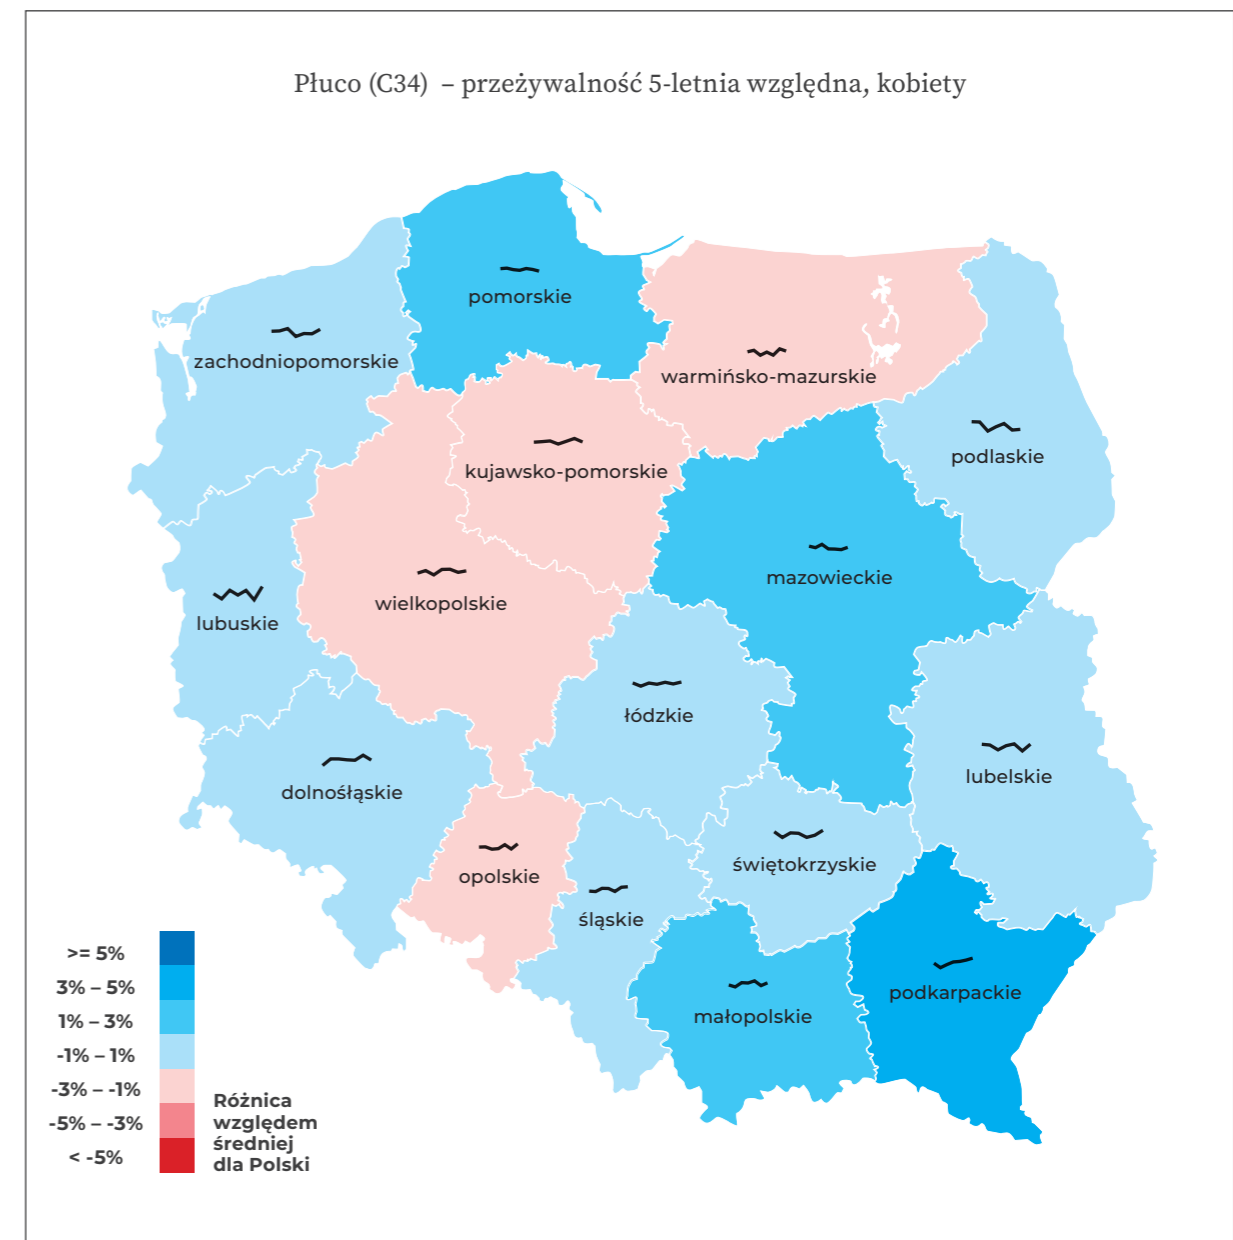 Płuco (C34) – przeżywalność 5-letnia względna, kobiety
pomorskie
zachodniopomorskie
warmińsko-mazurskie
kujawsko-pomorskie
podlaskie
mazowieckie
wielkopolskie
lubuskie
łódzkie
lubelskie
dolnośląskie
świętokrzyskie
opolskie
śląskie
podkarpackie
małopolskie
>= 5%
3% – 5%
1% – 3%
-1% – 1%
-3% – -1%
-5% – -3%
< -5%
Różnica
względem
średniej
dla Polski